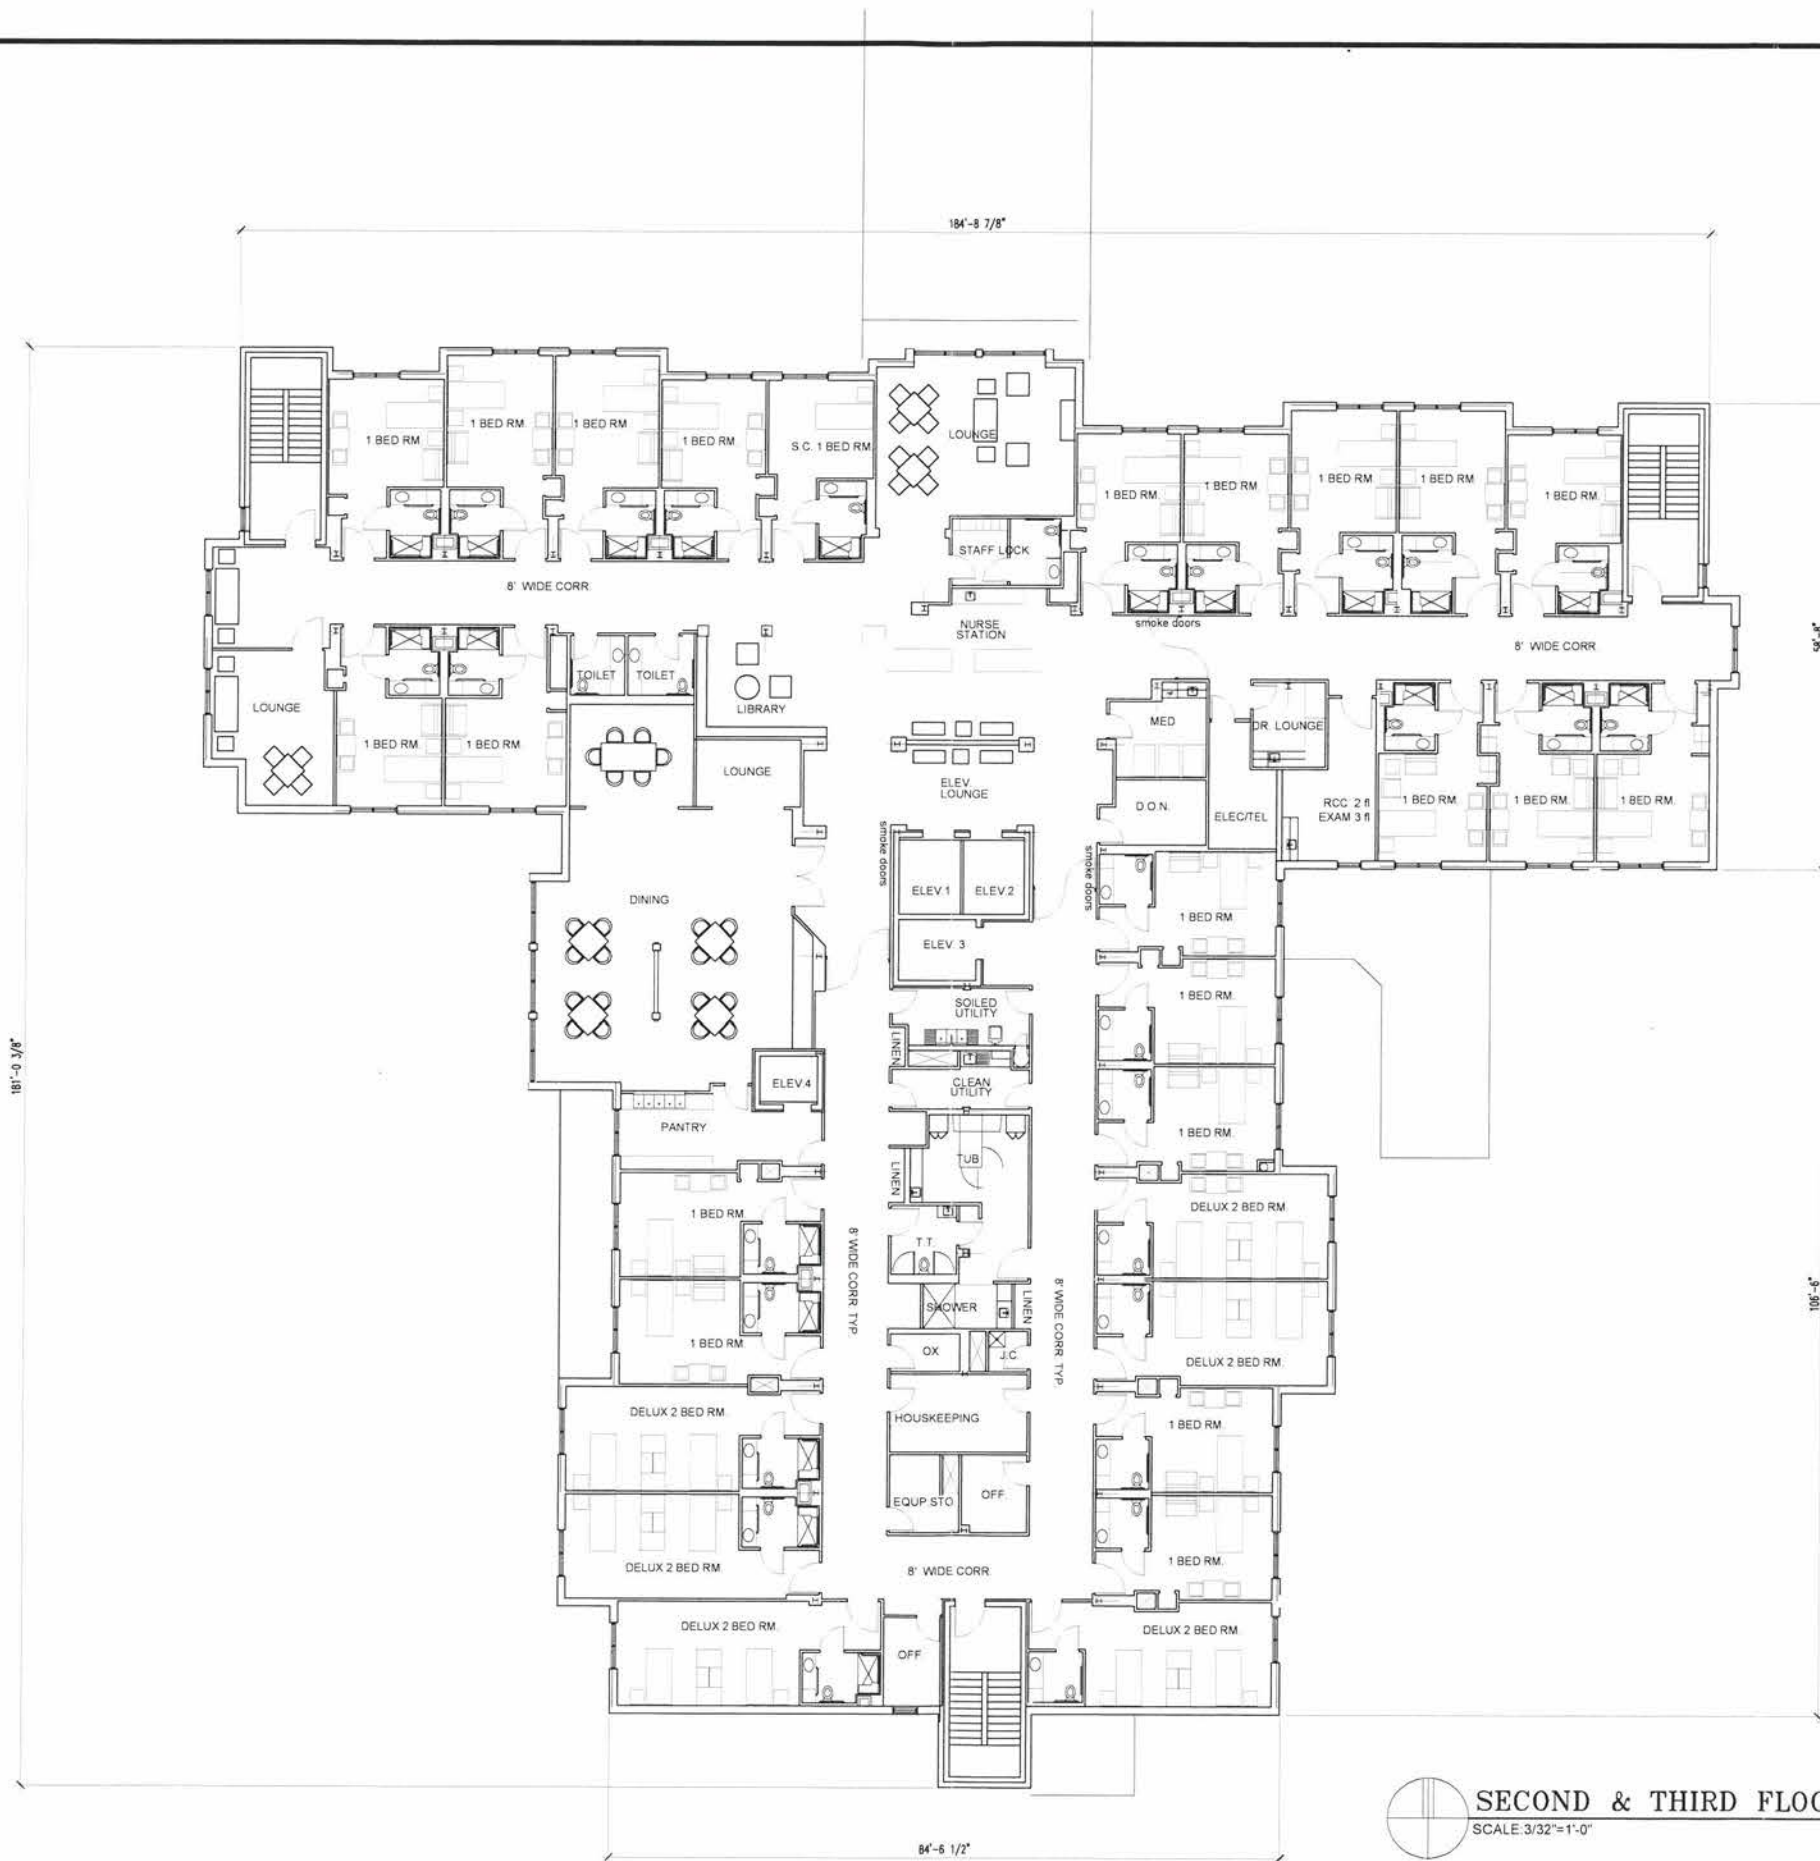 184'-8 7/8"
1 BED RM.
1 BED RM.
1 BED RM.
1 BED RM
S.C. 1 BED RM.
LOUNGE
1 BED RM.
1 BED RM.
1 BED RM.
1 BED RM.
1 BED RM.
STAFF LOCK
8' WIDE CORR.
NURSE
STATION
smoke doors
8' WIDE CORR
58'-8"
TOILET
TOILET
LIBRARY
LOUNGE
1 BED RM.
1 BED RM.
LOUNGE
MED
DR. LOUNGE
ELEV.
LOUNGE
D.O.N.
ELEC/TEL
RCC 2 fl
EXAM 3 fl
1 BED RM.
1 BED RM.
1 BED RM.
smoke doors
smoke doors
ELEV.1
ELEV.2
DINING
1 BED RM.
ELEV. 3
1 BED RM.
SOILED
UTILITY
LINEN
181'-0 3/8"
ELEV.4
CLEAN
UTILITY
PANTRY
1 BED RM.
TUB
LINEN
1 BED RM.
DELUX 2 BED RM.
T.T.
8' WIDE CORR. TYP.
8' WIDE CORR. TYP.
LINEN
SHOWER
106'-6"
1 BED RM.
OX
J.C.
DELUX 2 BED RM.
DELUX 2 BED RM.
HOUSKEEPING
1 BED RM.
EQUP STO
OFF.
DELUX 2 BED RM.
8' WIDE CORR.
1 BED RM.
DELUX 2 BED RM.
OFF
DELUX 2 BED RM.
84'-6 1/2"
SECOND & THIRD FLOO
SCALE:3/32"=1'-0"